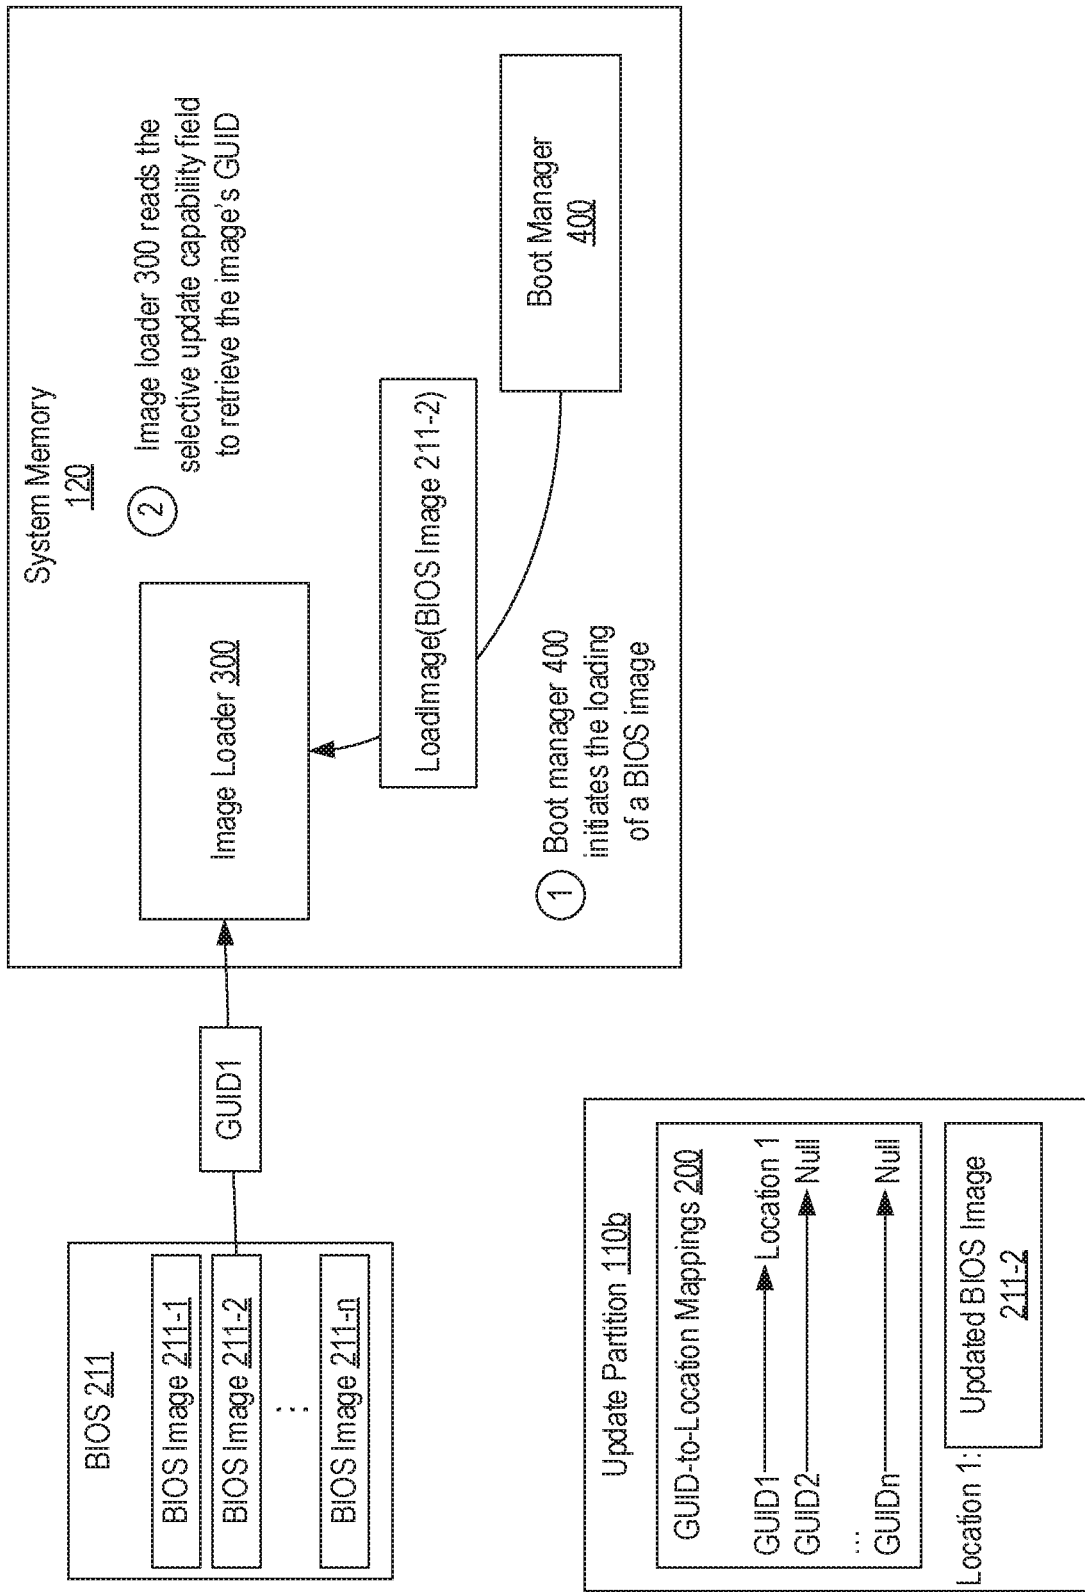 BIOS 211
BIOS Image 211-1
BIOS Image 211-2
⋮
BIOS Image 211-n
GUID1
System Memory
120
Image Loader 300
2
Image loader 300 reads the
selective update capability field
to retrieve the image's GUID
LoadImage(BIOS Image 211-2)
1
Boot manager 400
initiates the loading
of a BIOS image
Boot Manager
400
Update Partition 110b
GUID-to-Location Mappings 200
GUID1 Location 1
GUID2 Null
...
GUIDn Null
Location 1: Updated BIOS Image
211-2